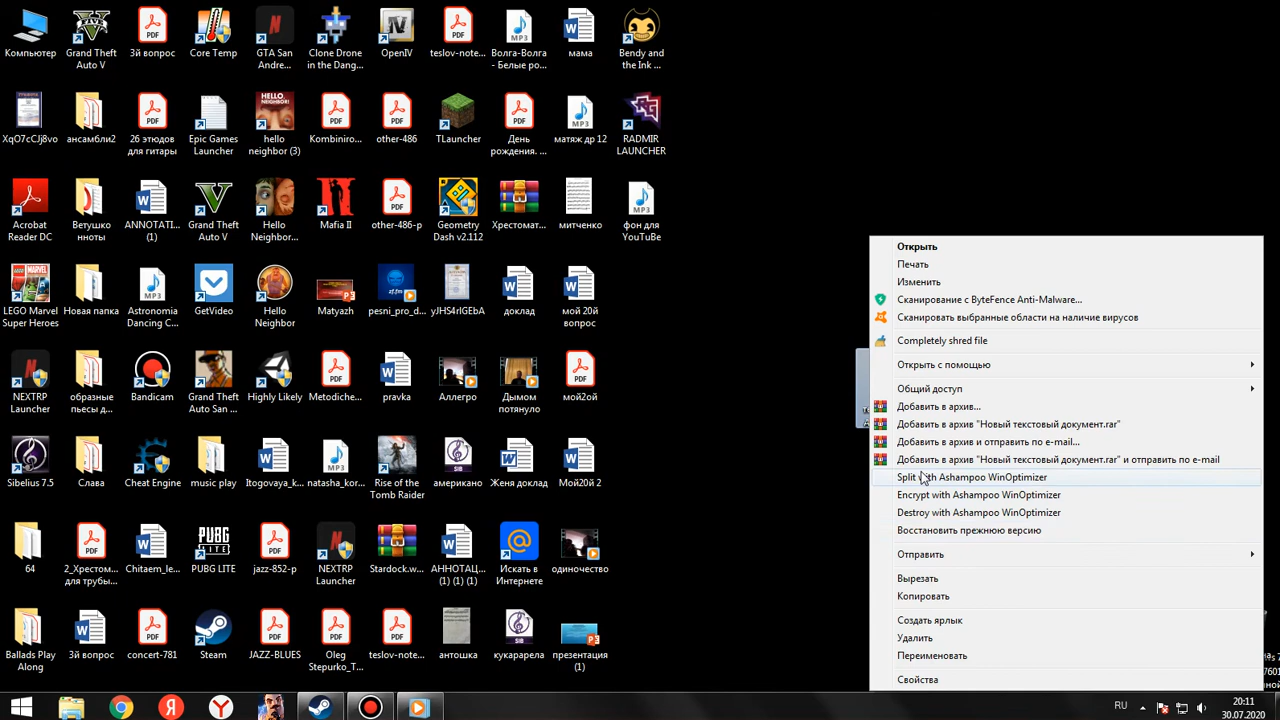 Компьютер
Grand Theft
Auto V
3й вопрос
Core Temp
GTA San
Andre...
Clone Drone
in the Dang...
OpenIV
teslov-note...
Волга-Волга
- Белые ро...
мама
Bendy and
the Ink ...
XqO7cCJj8vo
ансамбли2
26 этюдов
для гитары
Epic Games
Launcher
hello
neighbor (3)
Kombiniro...
other-486
TLauncher
День
рождения. ...
матяж др 12
RADMIR
LAUNCHER
Acrobat
Reader DC
Ветушко
нноты
ANNOTATI...
(1)
Grand Theft
Auto V
Hello
Neighbor...
Mafia II
other-486-p
Geometry
Dash v2.112
Хрестомат...
митченко
фон для
YouTube
LEGO Marvel
Super Heroes
Новая папка
Astronomia
Dancing C...
GetVideo
Hello
Neighbor
Matyazh
pesni_pro_d...
yJHS4rIGEbA
доклад
мой 20й
вопрос
NEXTRP
Launcher
образные
пьесы д...
Bandicam
Grand Theft
Auto San ...
Highly Likely
Metodiche...
pravka
Аллегро
Дымом
потянуло
мой2ой
Sibelius 7.5
Слава
Cheat Engine
music play
Itogovaya_k...
natasha_kor...
Rise of the
Tomb Raider
АННОТАЦ...
(1) (1)
Женя доклад
Мой20й 2
64
2_Хрестом...
для трубы...
Chitaem_le...
PUBG LITE
jazz-852-p
NEXTRP
Launcher
Stardock.w...
АННОТАЦ...
(1) (1) (1)
Искать в
Интернете
одиночество
Ballads Play
Along
3й вопрос
concert-781
Steam
JAZZ-BLUES
Oleg
Stepurko_T...
teslov-note...
антошка
кукарарела
презентация
(1)
Открыть
Печать
Изменить
Сканирование с ByteFence Anti-Malware...
Сканировать выбранные области на наличие вирусов
Completely shred file
Открыть с помощью
Общий доступ
Добавить в архив...
Добавить в архив "Новый текстовый документ.rar"
Добавить в архив и отправить по e-mail...
Добавить в архив "Новый текстовый документ.rar" и отправить по e-mail
Split with Ashampoo WinOptimizer
Encrypt with Ashampoo WinOptimizer
Destroy with Ashampoo WinOptimizer
Восстановить прежнюю версию
Отправить
Вырезать
Копировать
Создать ярлык
Удалить
Переименовать
Свойства
RU
20:11
30.07.2020